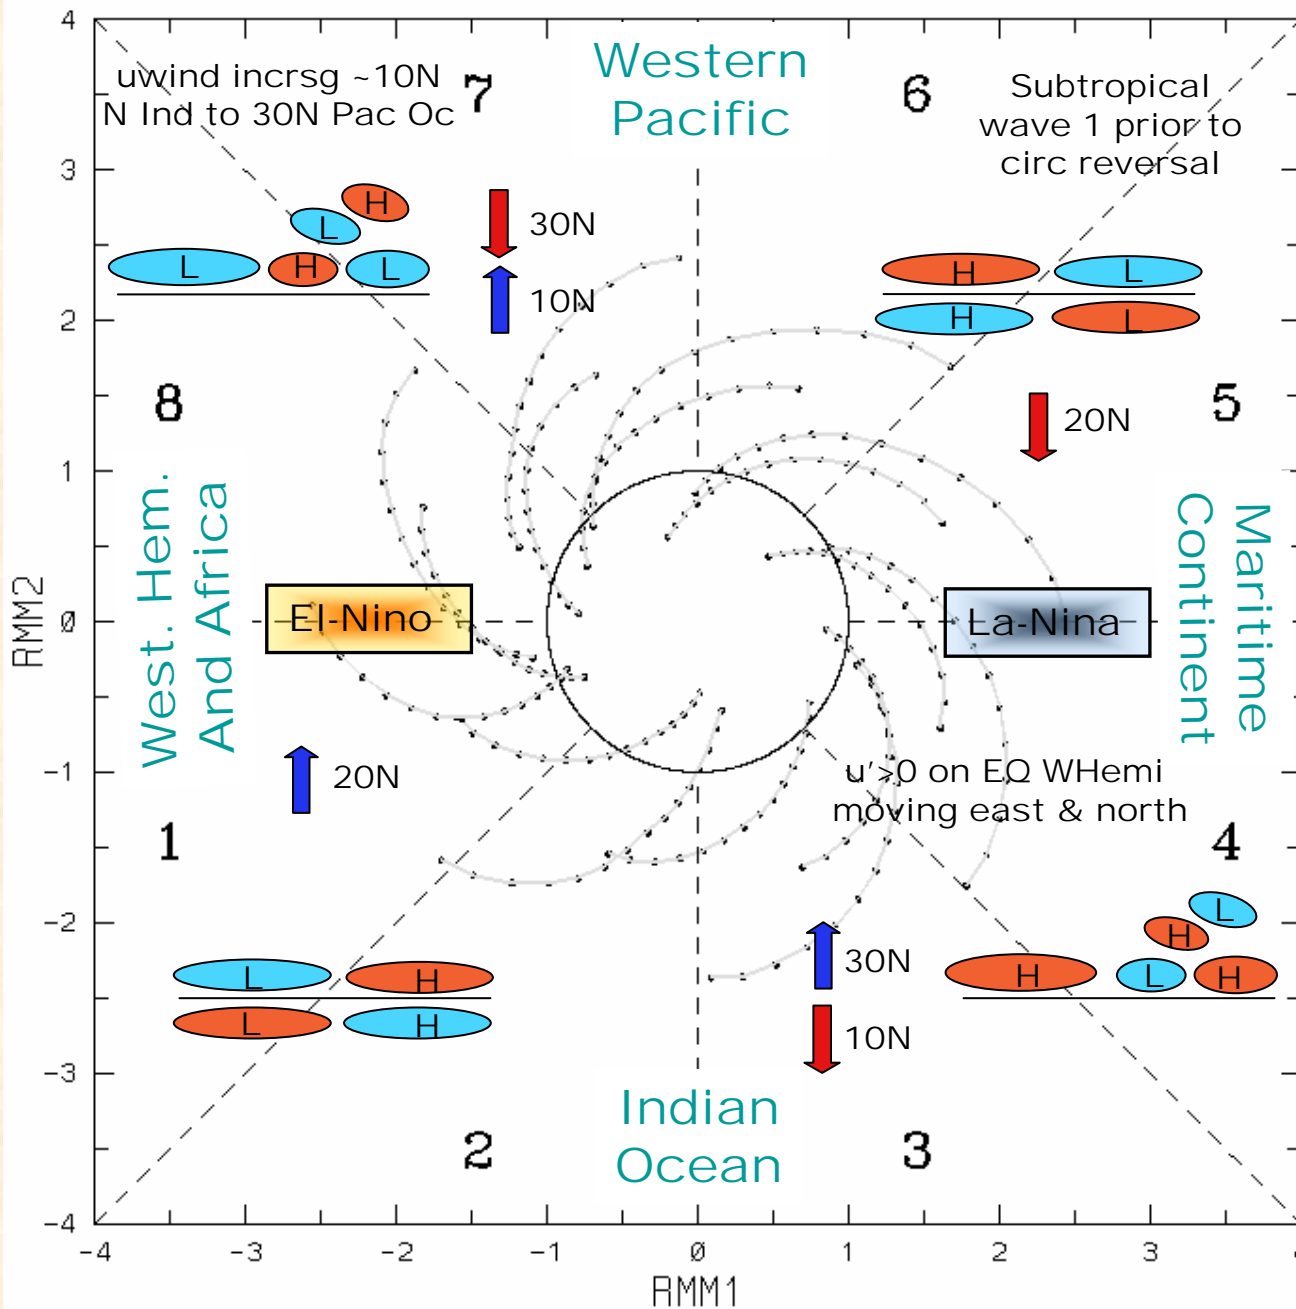 4
3
2
1
Ø
-1
-2
-3
-4
RMM2
-4
-3
-2
-1
Ø
1
2
3
RMM1
uwind incrsg ~10N
N Ind to 30N Pac Oc
7
Western
Pacific
6
Subtropical
wave 1 prior to
circ reversal
H
L
L
H
L
30N
10N
H
L
H
L
8
5
20N
West. Hem.
And Africa
El-Nino
La-Nina
Maritime
Continent
20N
u'>0 on EQ WHemi
moving east & north
1
4
L
H
L
H
30N
10N
L
H
H
L
H
Indian
Ocean
2
3